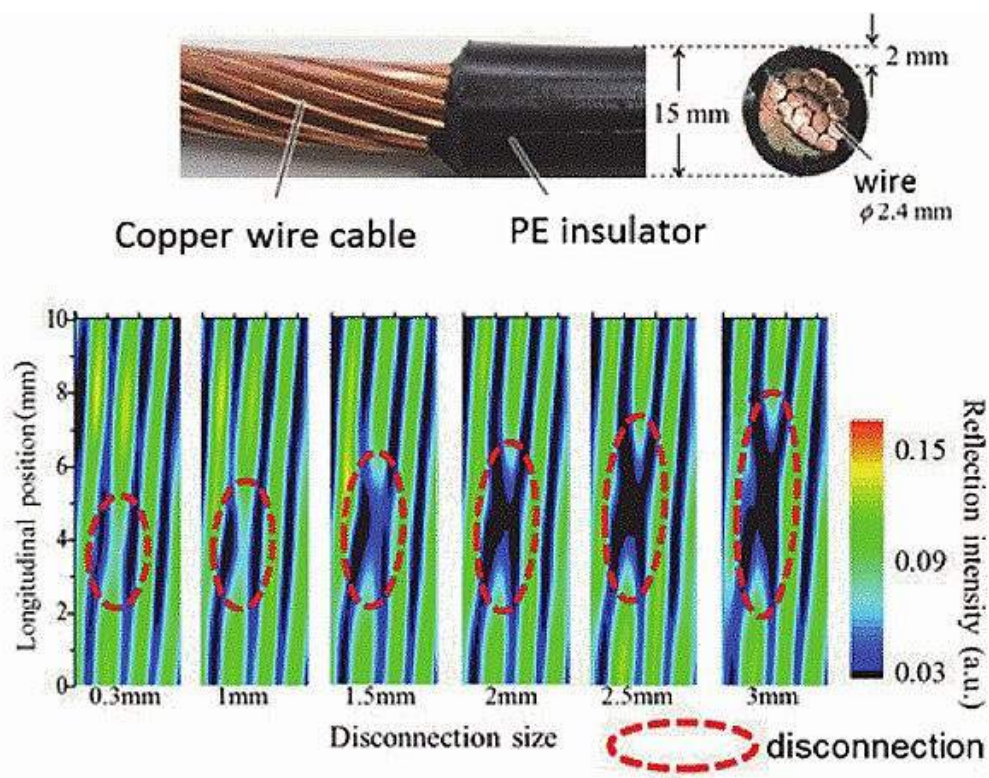 2 mm
15 mm
wire
ϕ 2.4 mm
Copper wire cable
PE insulator
10
8
6
4
2
0
Longitudinal position(mm)
0.3mm
1mm
1.5mm
2mm
2.5mm
3mm
Disconnection size
disconnection
0.15
0.09
0.03
Reflection intensity (a.u.)